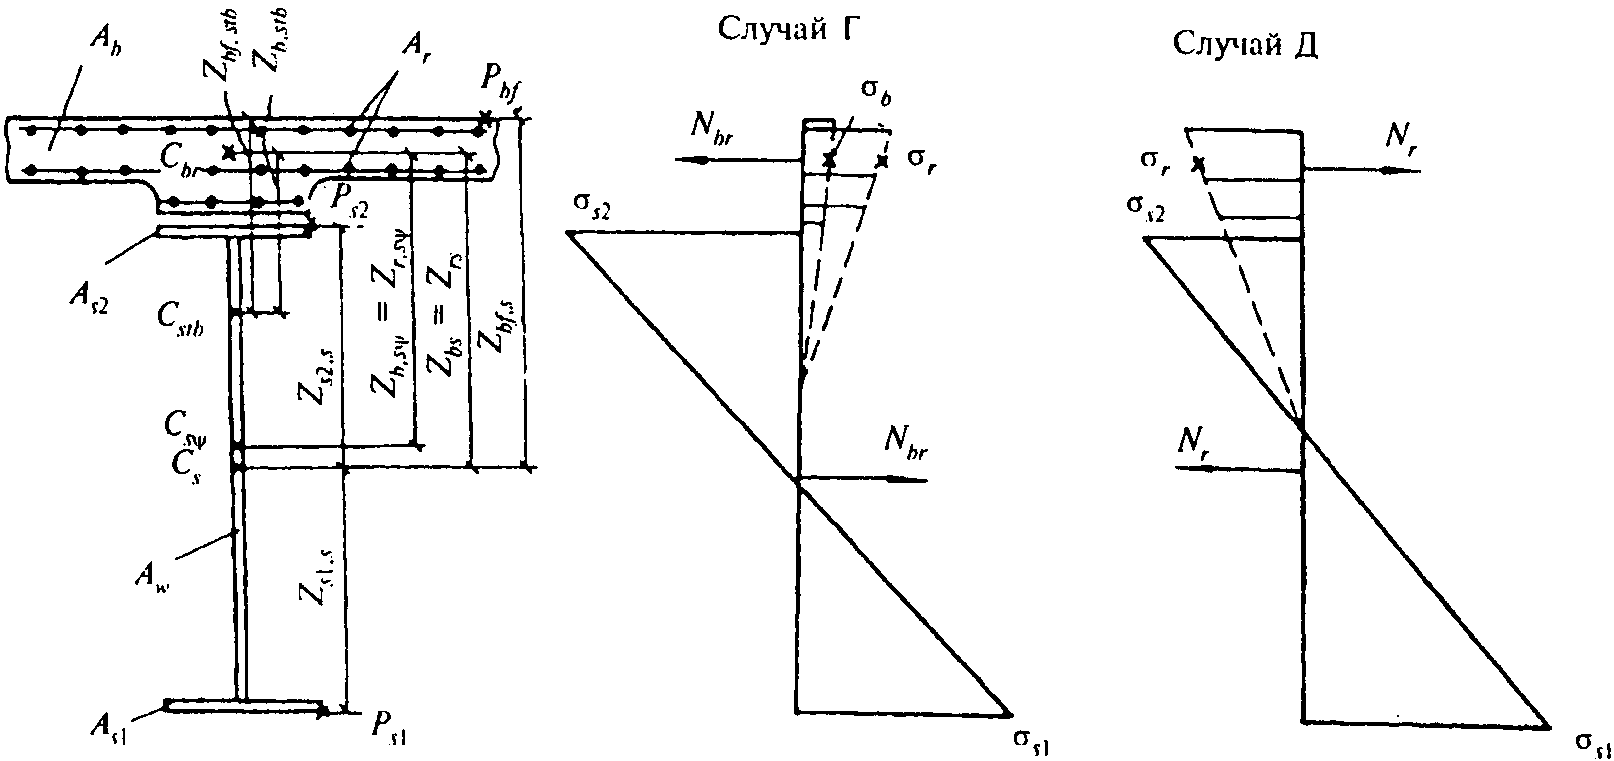 A_b
Z_bf,stb
Z_b,stb
A_r
P_bf
C_br
P_s2
A_s2
C_stb
Z_s2,s
Z_b,sψ = Z_r,sψ
Z_bs = Z_rs
Z_bf,s
C_sψ
C_s
A_w
Z_s1,s
A_s1
P_s1
Случай Г
σ_b
N_br
σ_r
σ_s2
N_br
σ_s1
Случай Д
N_r
σ_r
σ_s2
N_r
σ_s1